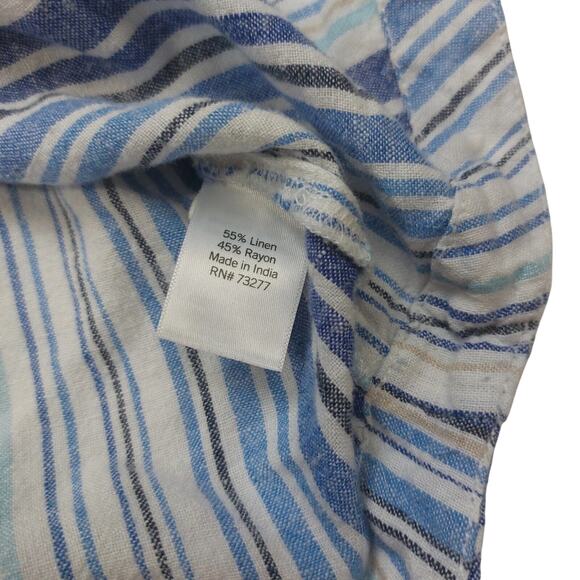 55% Linen
45% Rayon
Made in India
RN# 73277